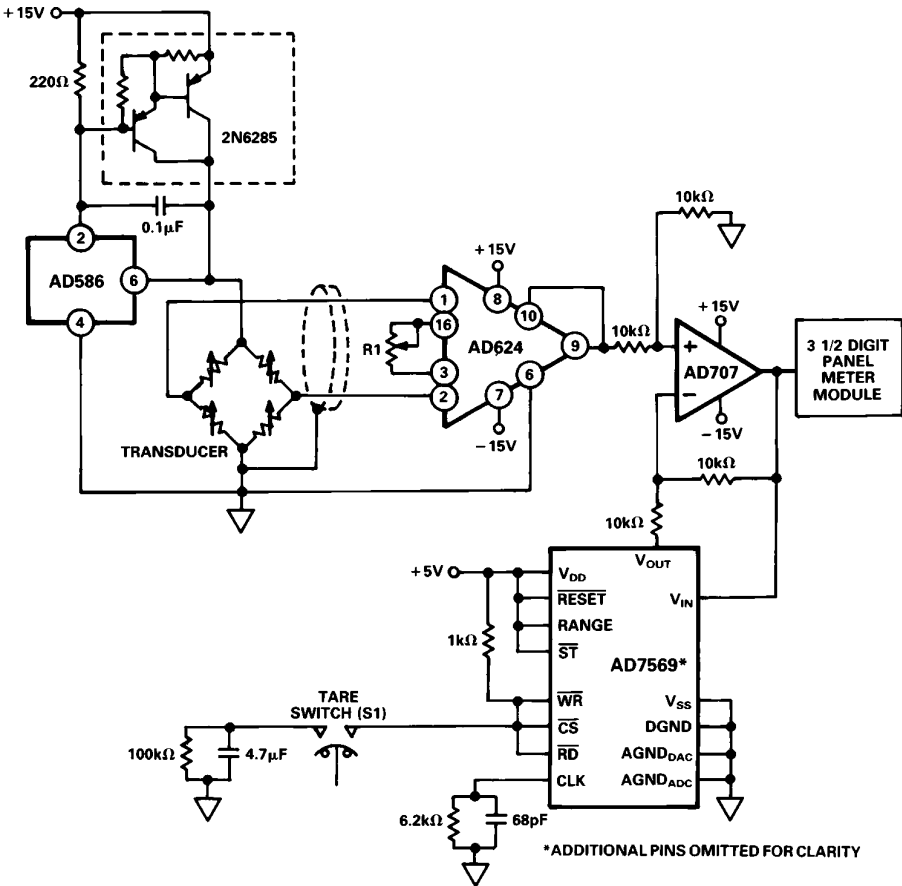 +15V
220Ω
2N6285
0.1μF
2
AD586
6
4
TRANSDUCER
1
16
R1
3
2
+15V
8
10
AD624
9
6
7
−15V
10kΩ
10kΩ
+15V
+
AD707
−
−15V
3 1/2 DIGIT
PANEL
METER
MODULE
10kΩ
10kΩ
+5V
1kΩ
TARE
SWITCH (S1)
100kΩ
4.7μF
6.2kΩ
68pF
VOUT
VDD
RESET
RANGE
ST
VIN
AD7569*
WR
CS
RD
CLK
VSS
DGND
AGNDDAC
AGNDADC
*ADDITIONAL PINS OMITTED FOR CLARITY